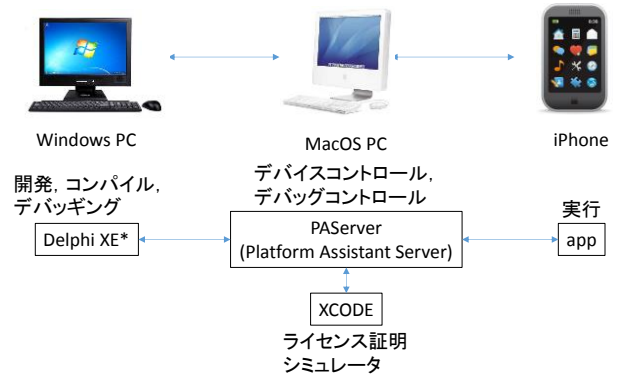 Windows PC
MacOS PC
iPhone
開発, コンパイル,
デバッギング
デバイスコントロール,
デバッグコントロール
実行
Delphi XE*
PAServer
(Platform Assistant Server)
app
XCODE
ライセンス証明
シミュレータ